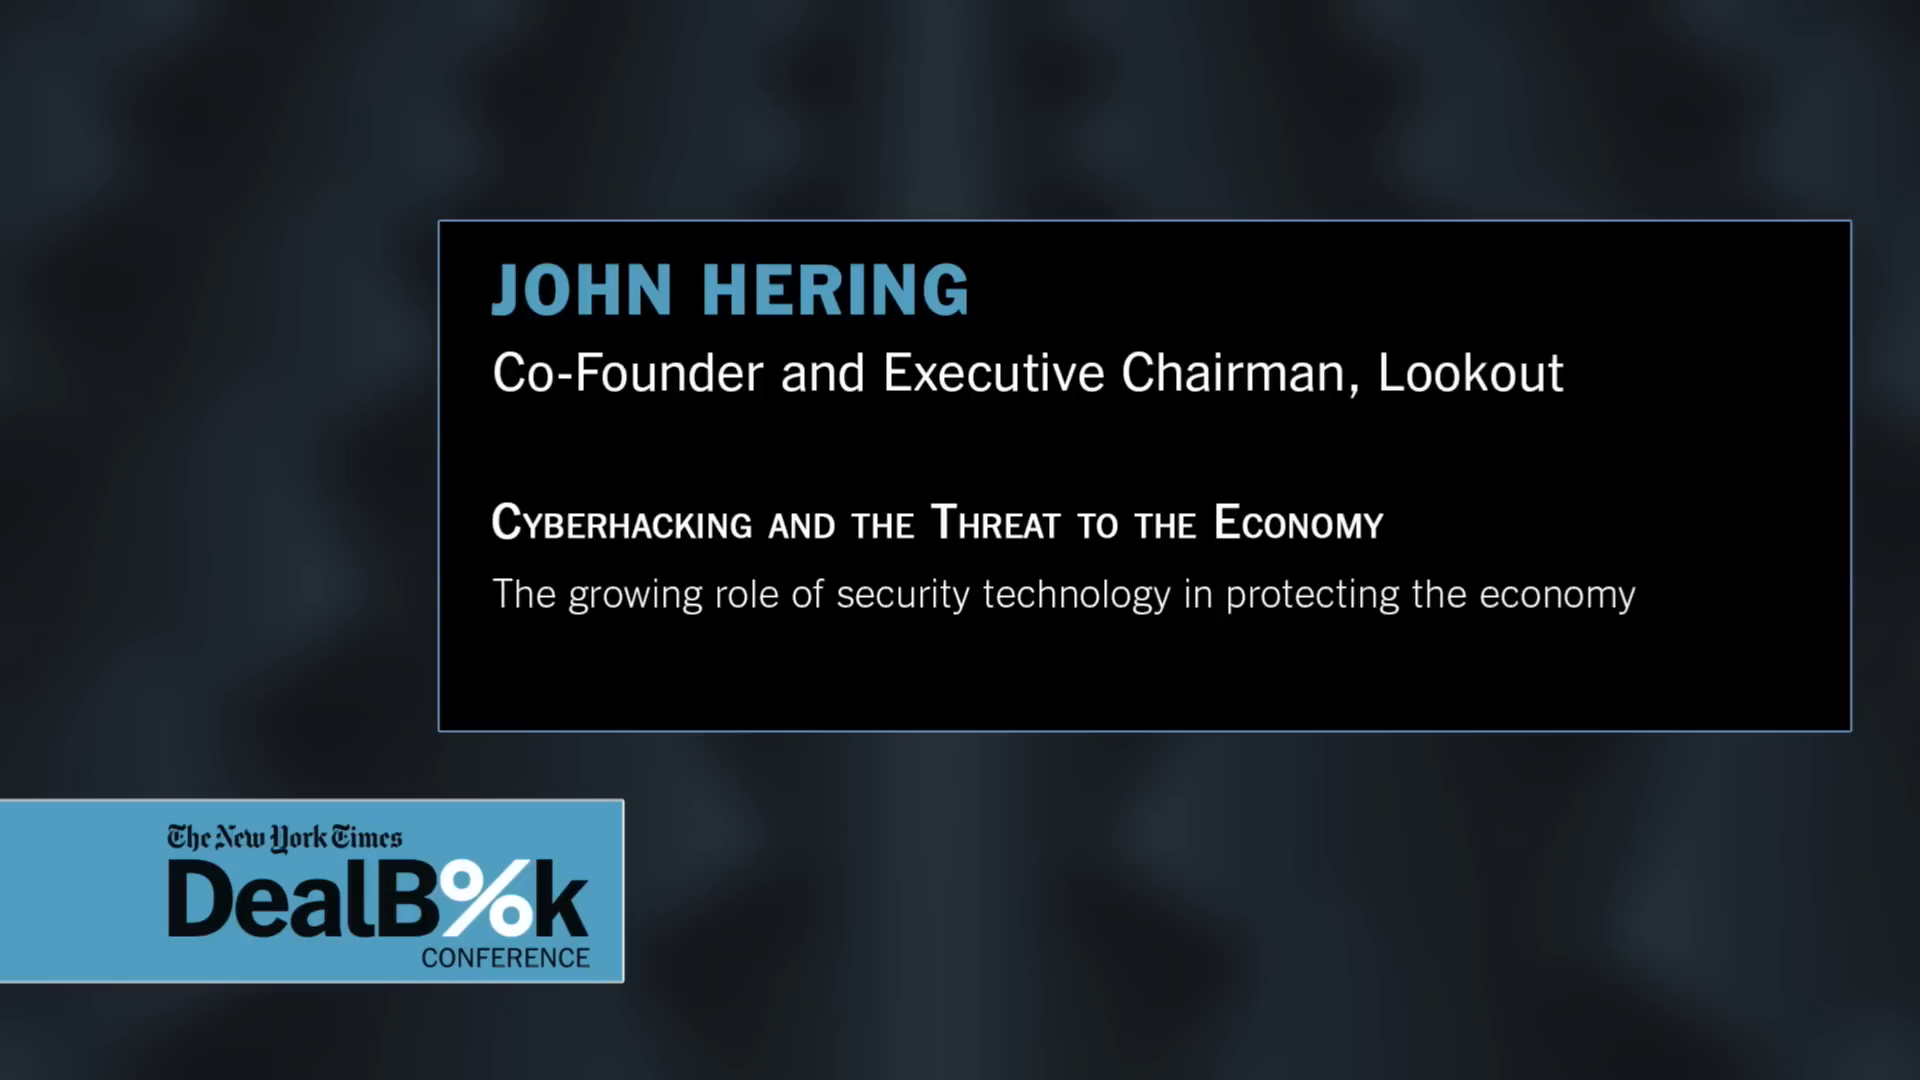 JOHN HERING
Co-Founder and Executive Chairman, Lookout
CYBERHACKING AND THE THREAT TO THE ECONOMY
The growing role of security technology in protecting the economy
The New York Times
DealB%k
CONFERENCE